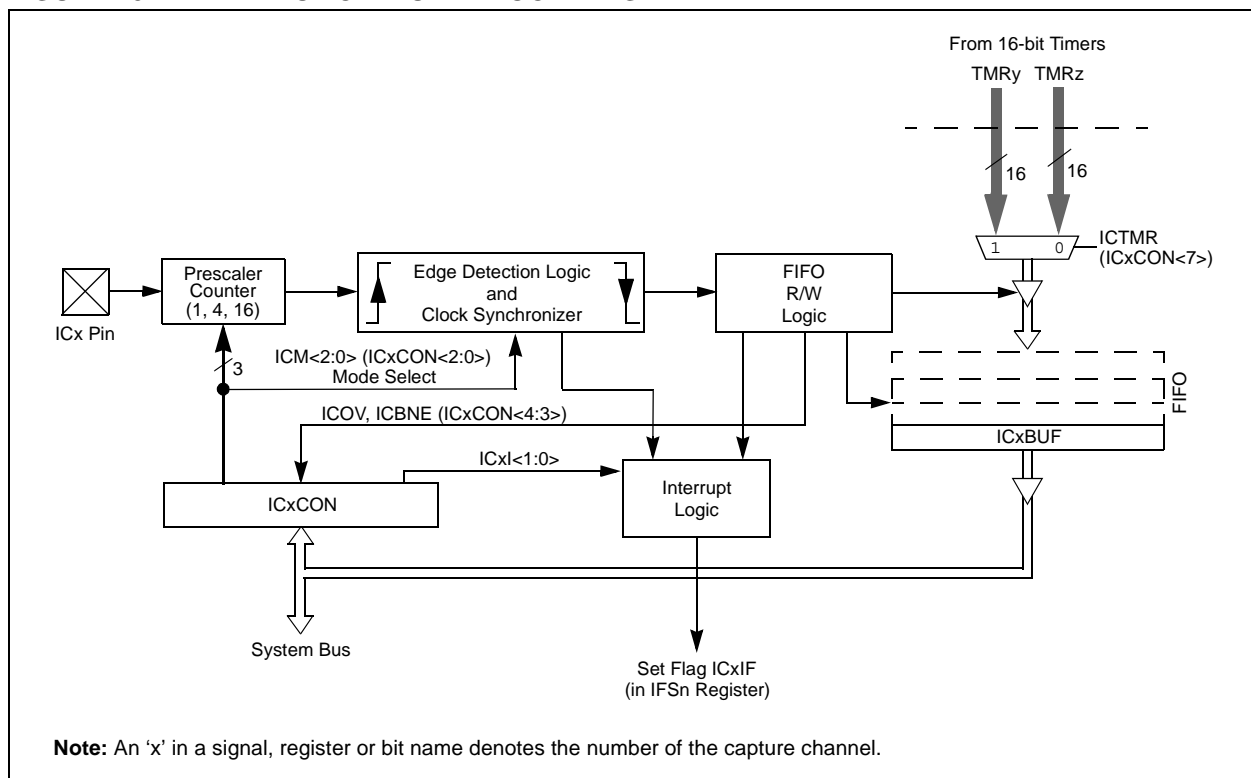 From 16-bit Timers
TMRy TMRz
16 16
1 0
ICTMR
(ICxCON<7>)
Prescaler
Counter
(1, 4, 16)
Edge Detection Logic
and
Clock Synchronizer
FIFO
R/W
Logic
ICx Pin
3
ICM<2:0> (ICxCON<2:0>)
Mode Select
FIFO
ICOV, ICBNE (ICxCON<4:3>)
ICxBUF
ICxI<1:0>
Interrupt
Logic
ICxCON
System Bus
Set Flag ICxIF
(in IFSn Register)
Note: An ‘x’ in a signal, register or bit name denotes the number of the capture channel.